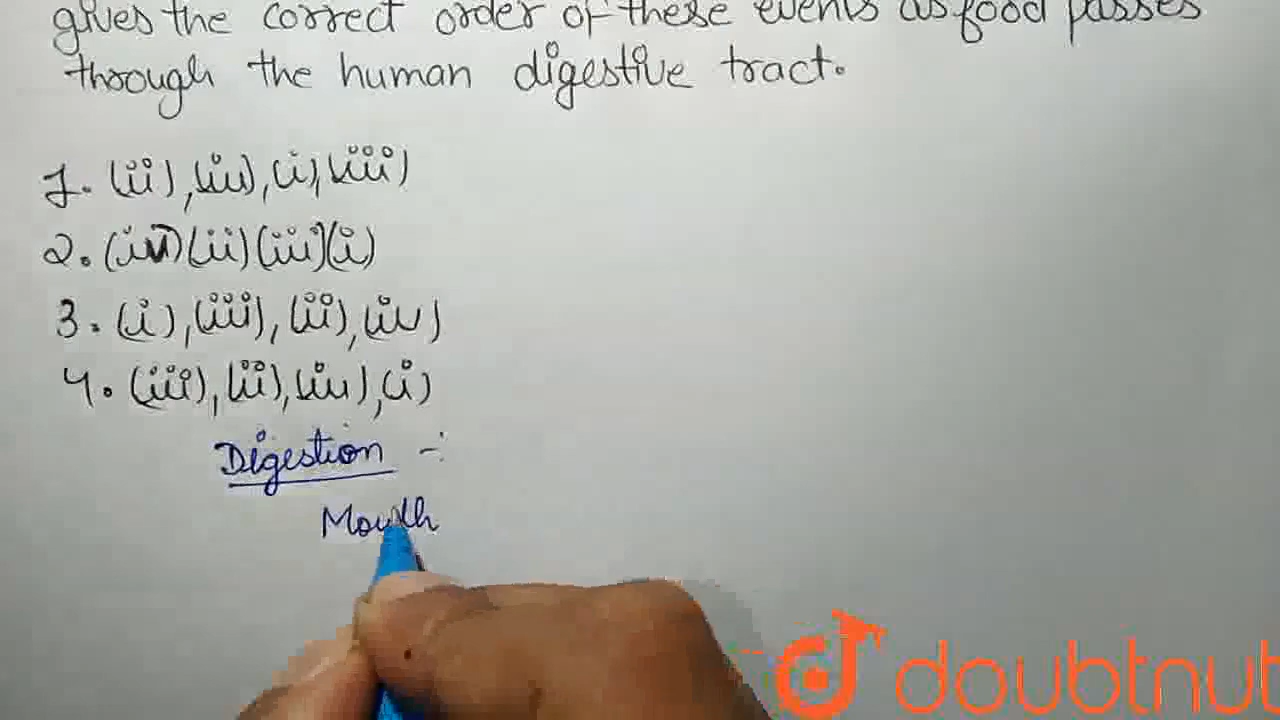 gives the correct order of these events as food passes
through the human digestive tract.
1. (ii), (iv), (i), (iii)
2. (iv) (ii) (iii) (i)
3. (i), (iii), (ii), (iv)
4. (iii), (ii), (iv), (i)
Digestion -:
Mouth
doubtnut